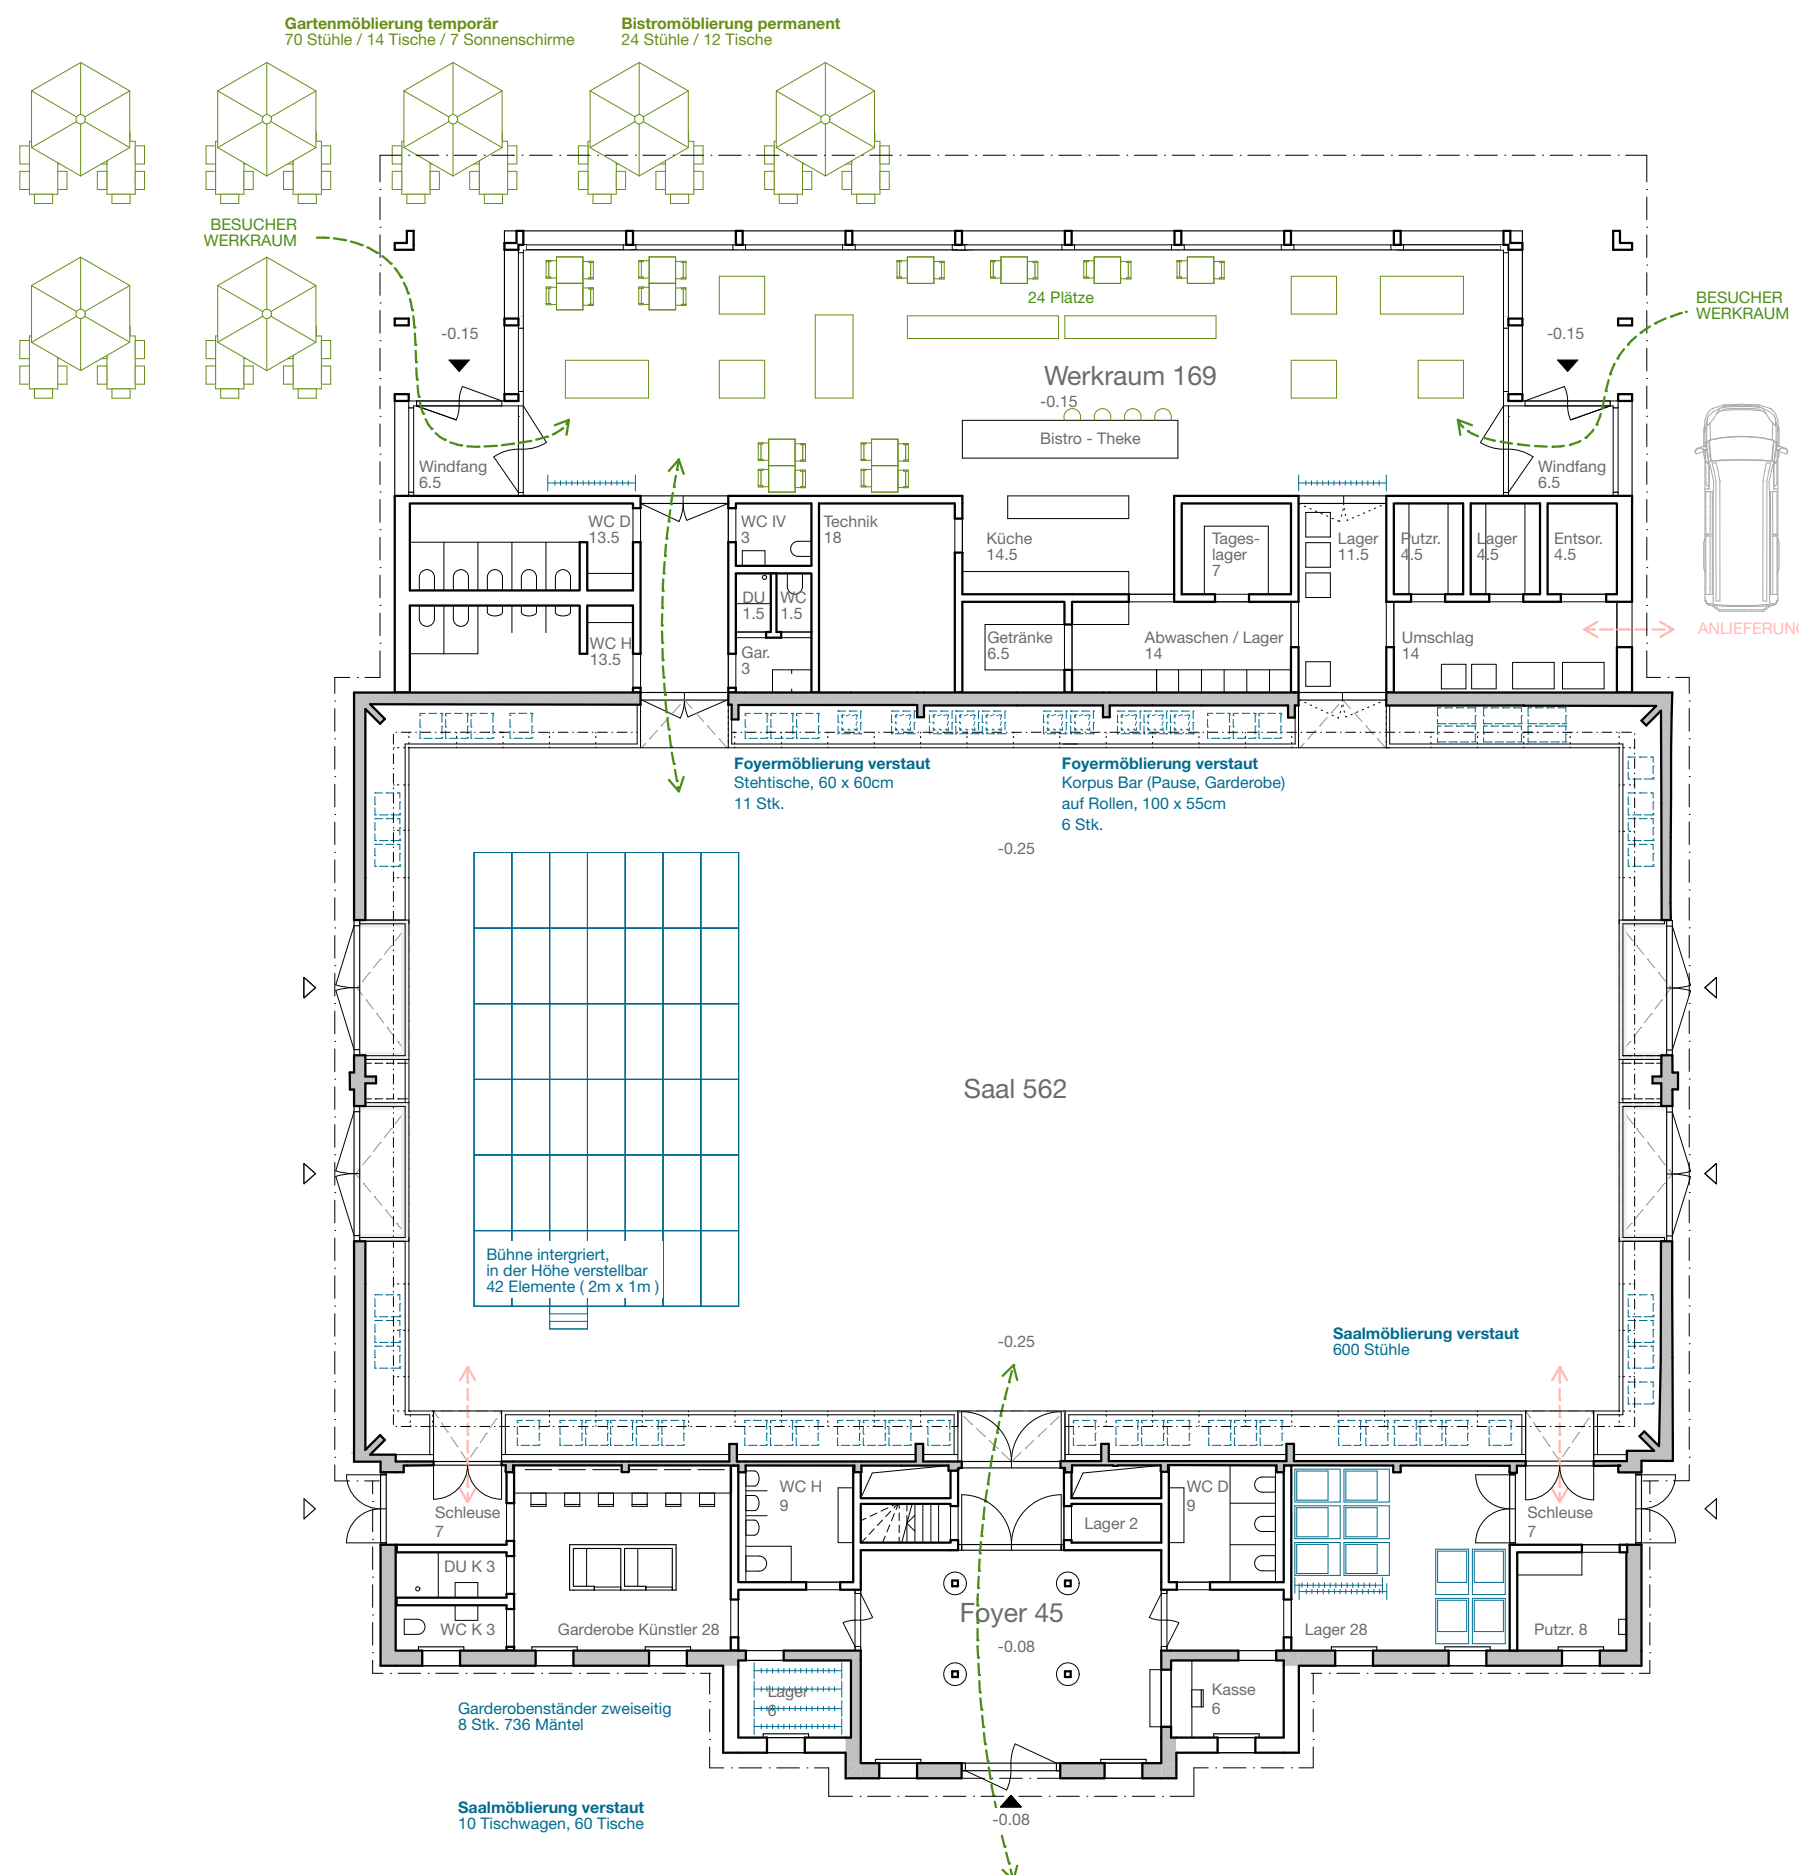 Gartenmöblierung temporär
70 Stühle / 14 Tische / 7 Sonnenschirme
Bistromöblierung permanent
24 Stühle / 12 Tische
BESUCHER
WERKRAUM
24 Plätze
BESUCHER
WERKRAUM
-0.15
-0.15
Werkraum 169
-0.15
Bistro - Theke
Windfang
6.5
Windfang
6.5
WC D
13.5
WC IV
3
Technik
18
Küche
14.5
Tages-
lager
7
Lager
11.5
Putzr.
4.5
Lager
4.5
Entsor.
4.5
DU
1.5
WC
1.5
WC H
13.5
Gar.
3
Getränke
6.5
Abwaschen / Lager
14
Umschlag
14
ANLIEFERUNG
Foyermöblierung verstaut
Stehtische, 60 x 60cm
11 Stk.
Foyermöblierung verstaut
Korpus Bar (Pause, Garderobe)
auf Rollen, 100 x 55cm
6 Stk.
-0.25
Saal 562
Bühne intergriert,
in der Höhe verstellbar
42 Elemente ( 2m x 1m )
-0.25
Saalmöblierung verstaut
600 Stühle
Schleuse
7
WC H
9
WC D
9
Lager 2
Schleuse
7
DU K 3
WC K 3
Garderobe Künstler 28
Foyer 45
-0.08
Lager 28
Putzr. 8
Lager
6
Kasse
6
Garderobenständer zweiseitig
8 Stk. 736 Mäntel
Saalmöblierung verstaut
10 Tischwagen, 60 Tische
-0.08